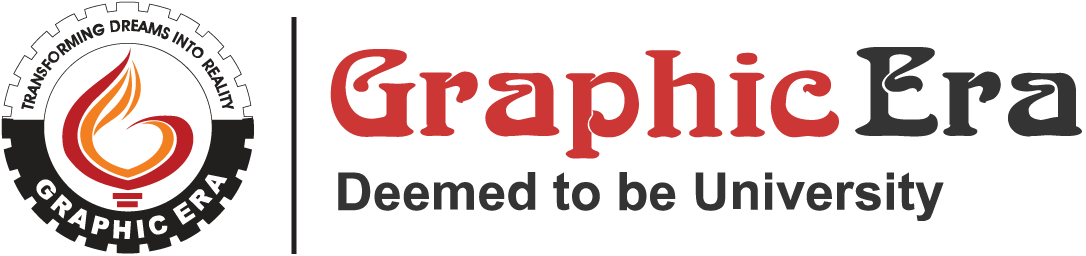 TRANSFORMING DREAMS INTO REALITY
GRAPHIC ERA
Graphic Era
Deemed to be University